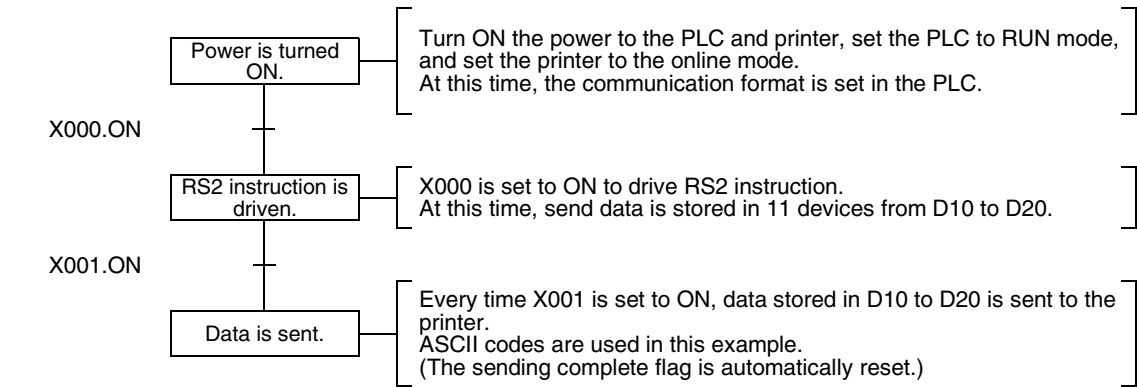 Power is turned
ON.
Turn ON the power to the PLC and printer, set the PLC to RUN mode,
and set the printer to the online mode.
At this time, the communication format is set in the PLC.
X000.ON
RS2 instruction is
driven.
X000 is set to ON to drive RS2 instruction.
At this time, send data is stored in 11 devices from D10 to D20.
X001.ON
Data is sent.
Every time X001 is set to ON, data stored in D10 to D20 is sent to the
printer.
ASCII codes are used in this example.
(The sending complete flag is automatically reset.)